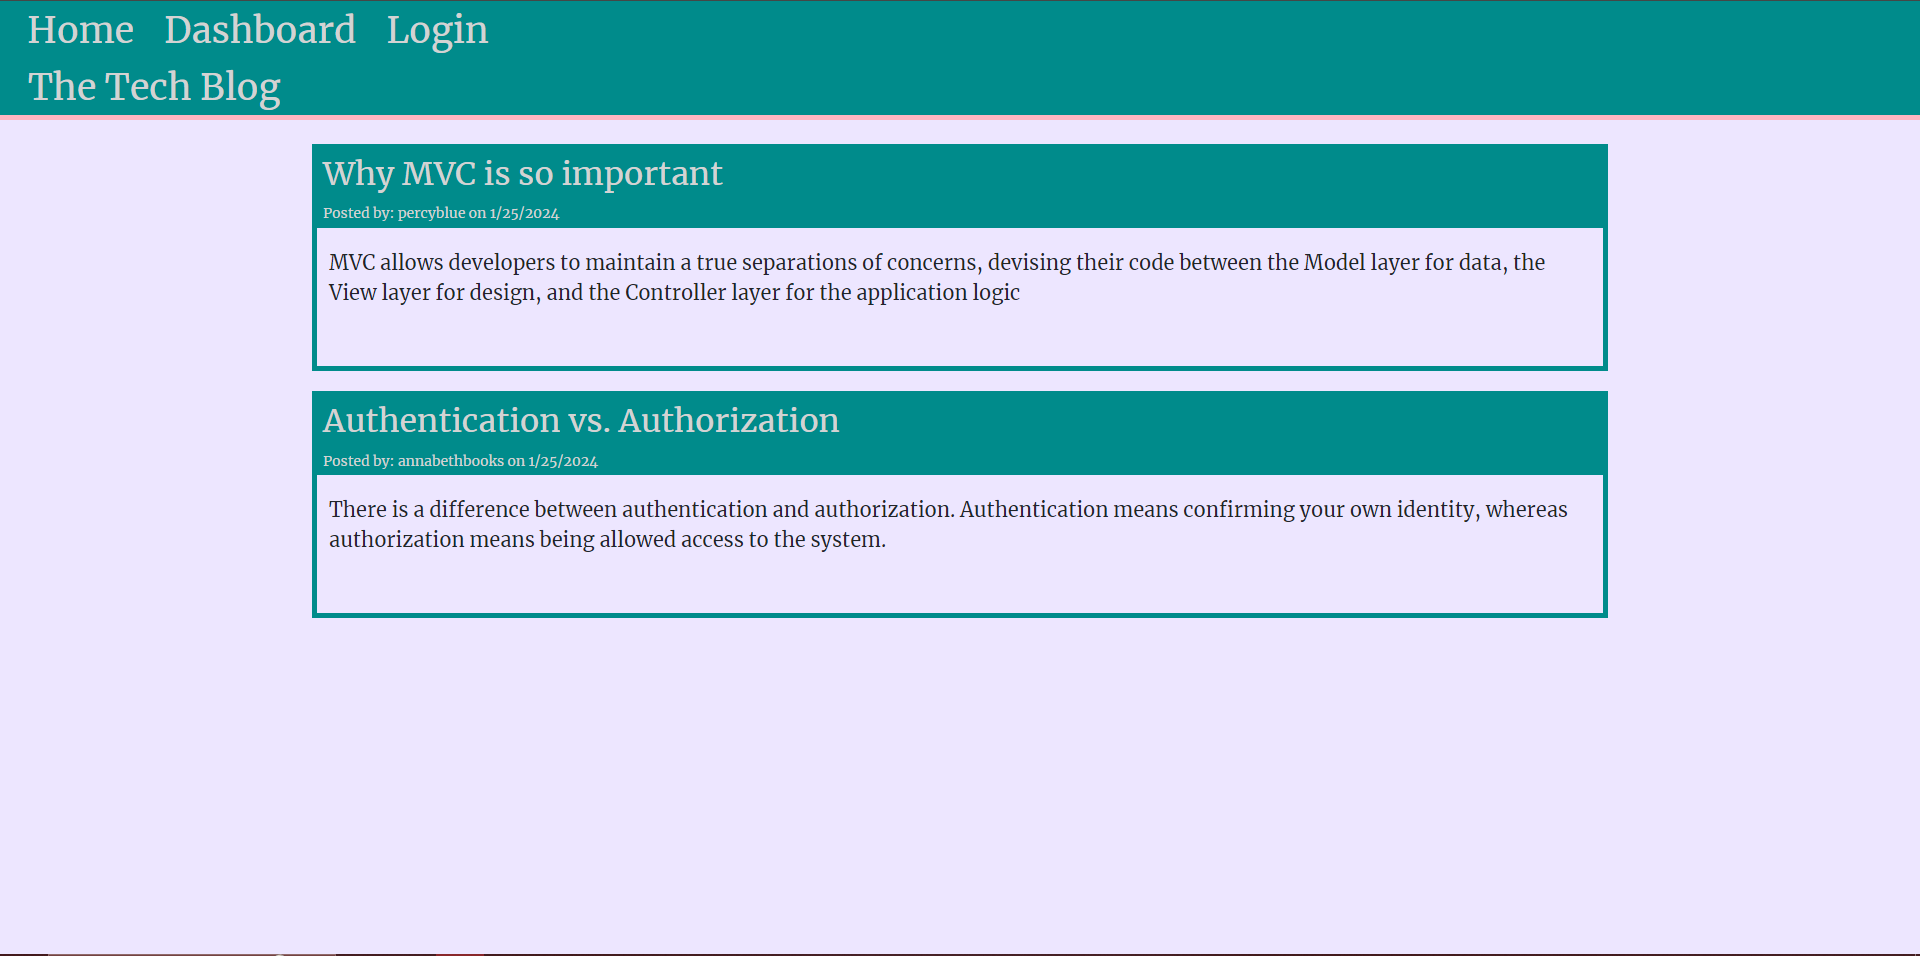 Home Dashboard Login
The Tech Blog
Why MVC is so important
Posted by: percyblue on 1/25/2024
MVC allows developers to maintain a true separations of concerns, devising their code between the Model layer for data, the
View layer for design, and the Controller layer for the application logic
Authentication vs. Authorization
Posted by: annabethbooks on 1/25/2024
There is a difference between authentication and authorization. Authentication means confirming your own identity, whereas
authorization means being allowed access to the system.